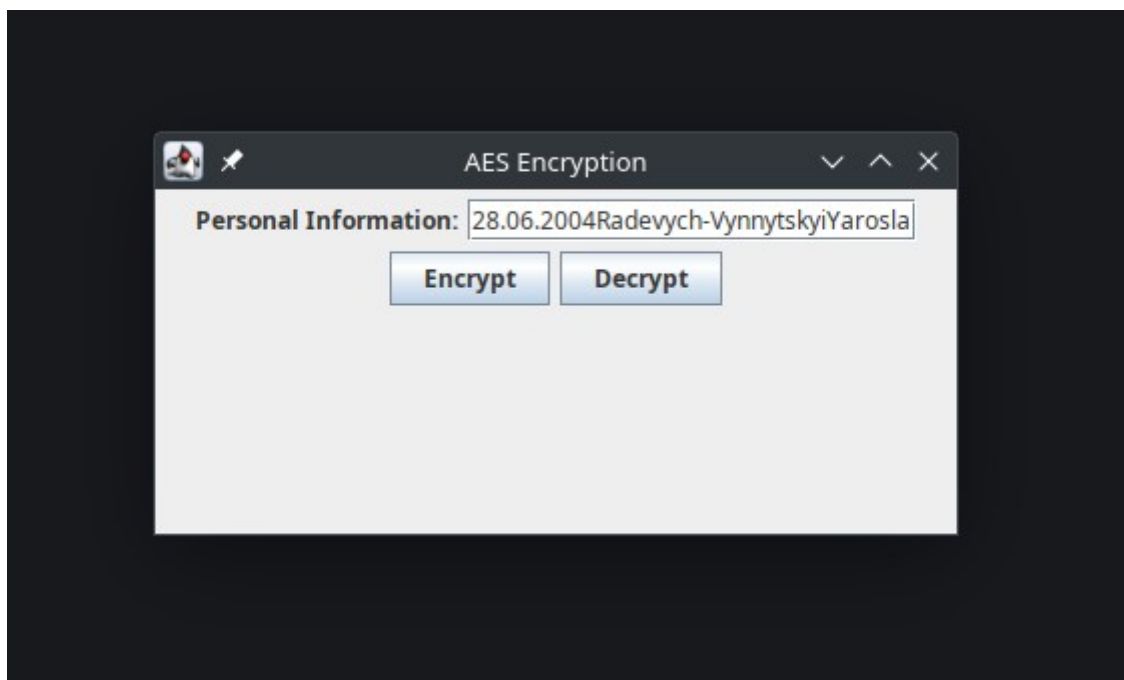 AES Encryption
Personal Information: 28.06.2004Radevych-VynnytskyiYarosla
Encrypt Decrypt